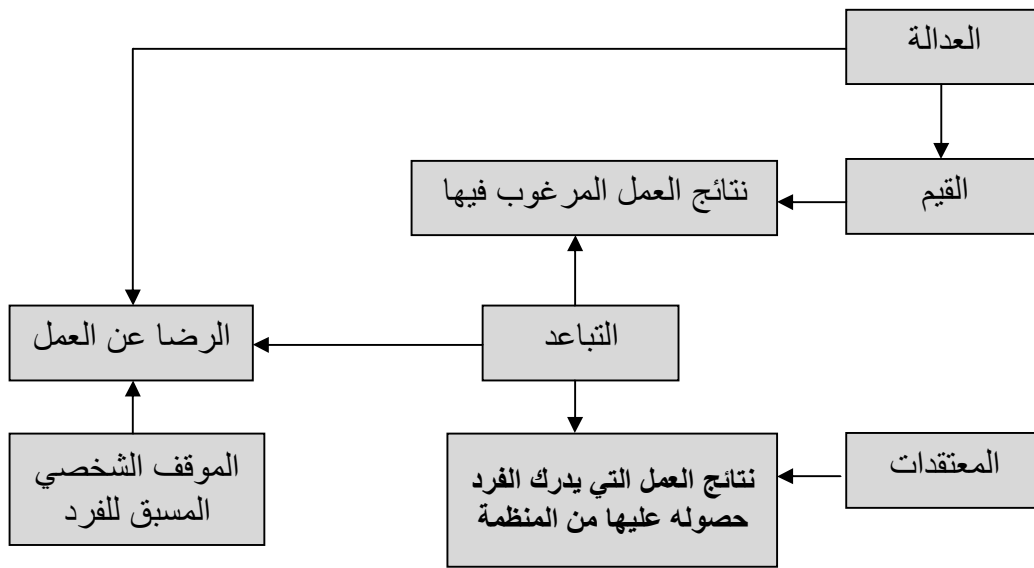 العدالة
القيم
نتائج العمل المرغوب فيها
التباعد
الرضا عن العمل
المعتقدات
نتائج العمل التي يدرك الفرد
حصوله عليها من المنظمة
الموقف الشخصي
المسبق للفرد